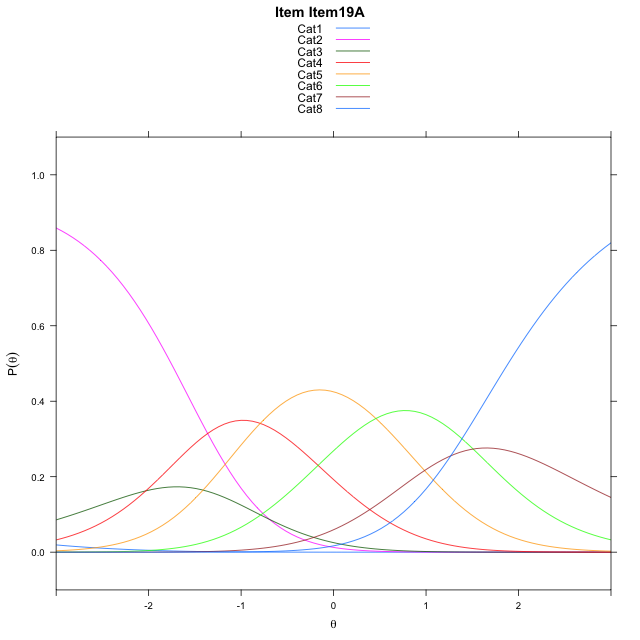 Item Item19A
Cat1
Cat2
Cat3
Cat4
Cat5
Cat6
Cat7
Cat8
1.0
0.8
0.6
0.4
0.2
0.0
P(θ)
-2 -1 0 1 2
θ